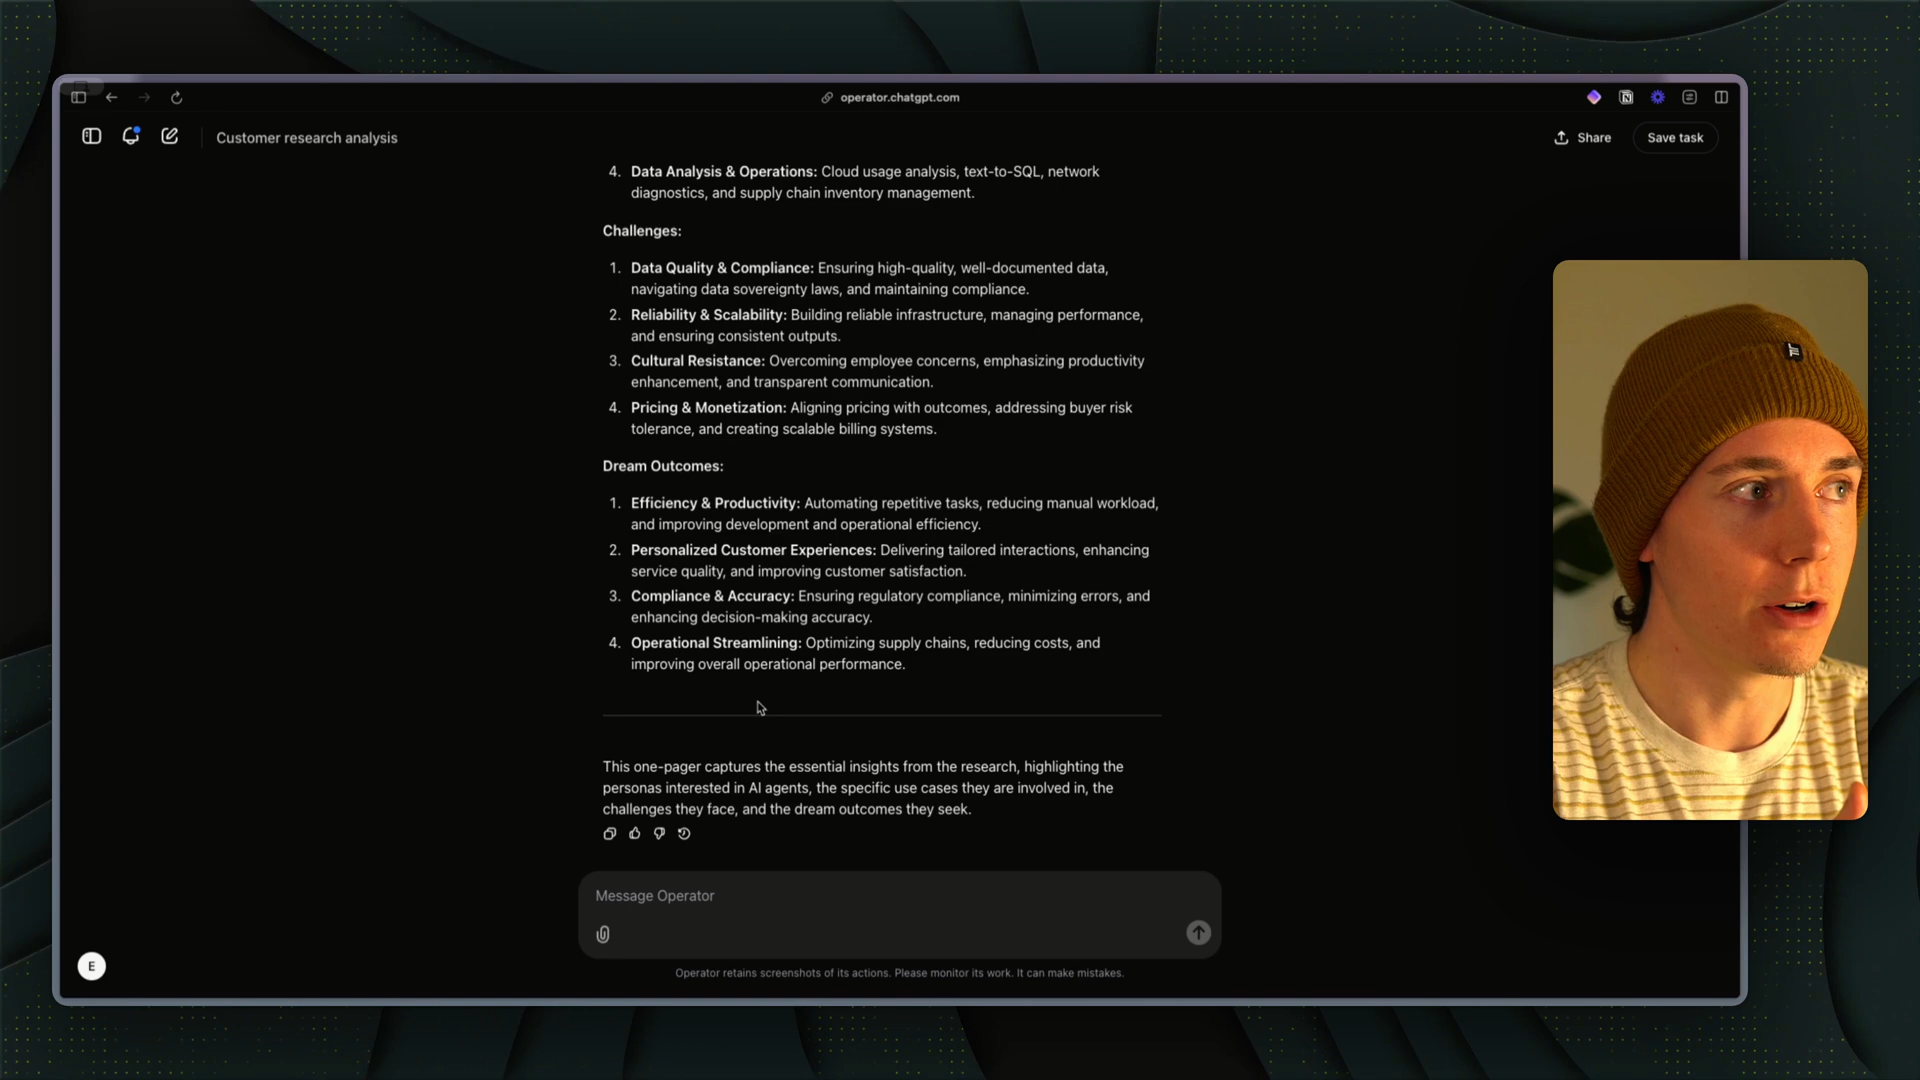 operator.chatgpt.com
Customer research analysis
Share
Save task
4. Data Analysis & Operations: Cloud usage analysis, text-to-SQL, network
diagnostics, and supply chain inventory management.
Challenges:
1. Data Quality & Compliance: Ensuring high-quality, well-documented data,
navigating data sovereignty laws, and maintaining compliance.
2. Reliability & Scalability: Building reliable infrastructure, managing performance,
and ensuring consistent outputs.
3. Cultural Resistance: Overcoming employee concerns, emphasizing productivity
enhancement, and transparent communication.
4. Pricing & Monetization: Aligning pricing with outcomes, addressing buyer risk
tolerance, and creating scalable billing systems.
Dream Outcomes:
1. Efficiency & Productivity: Automating repetitive tasks, reducing manual workload,
and improving development and operational efficiency.
2. Personalized Customer Experiences: Delivering tailored interactions, enhancing
service quality, and improving customer satisfaction.
3. Compliance & Accuracy: Ensuring regulatory compliance, minimizing errors, and
enhancing decision-making accuracy.
4. Operational Streamlining: Optimizing supply chains, reducing costs, and
improving overall operational performance.
This one-pager captures the essential insights from the research, highlighting the
personas interested in AI agents, the specific use cases they are involved in, the
challenges they face, and the dream outcomes they seek.
Message Operator
E
Operator retains screenshots of its actions. Please monitor its work. It can make mistakes.